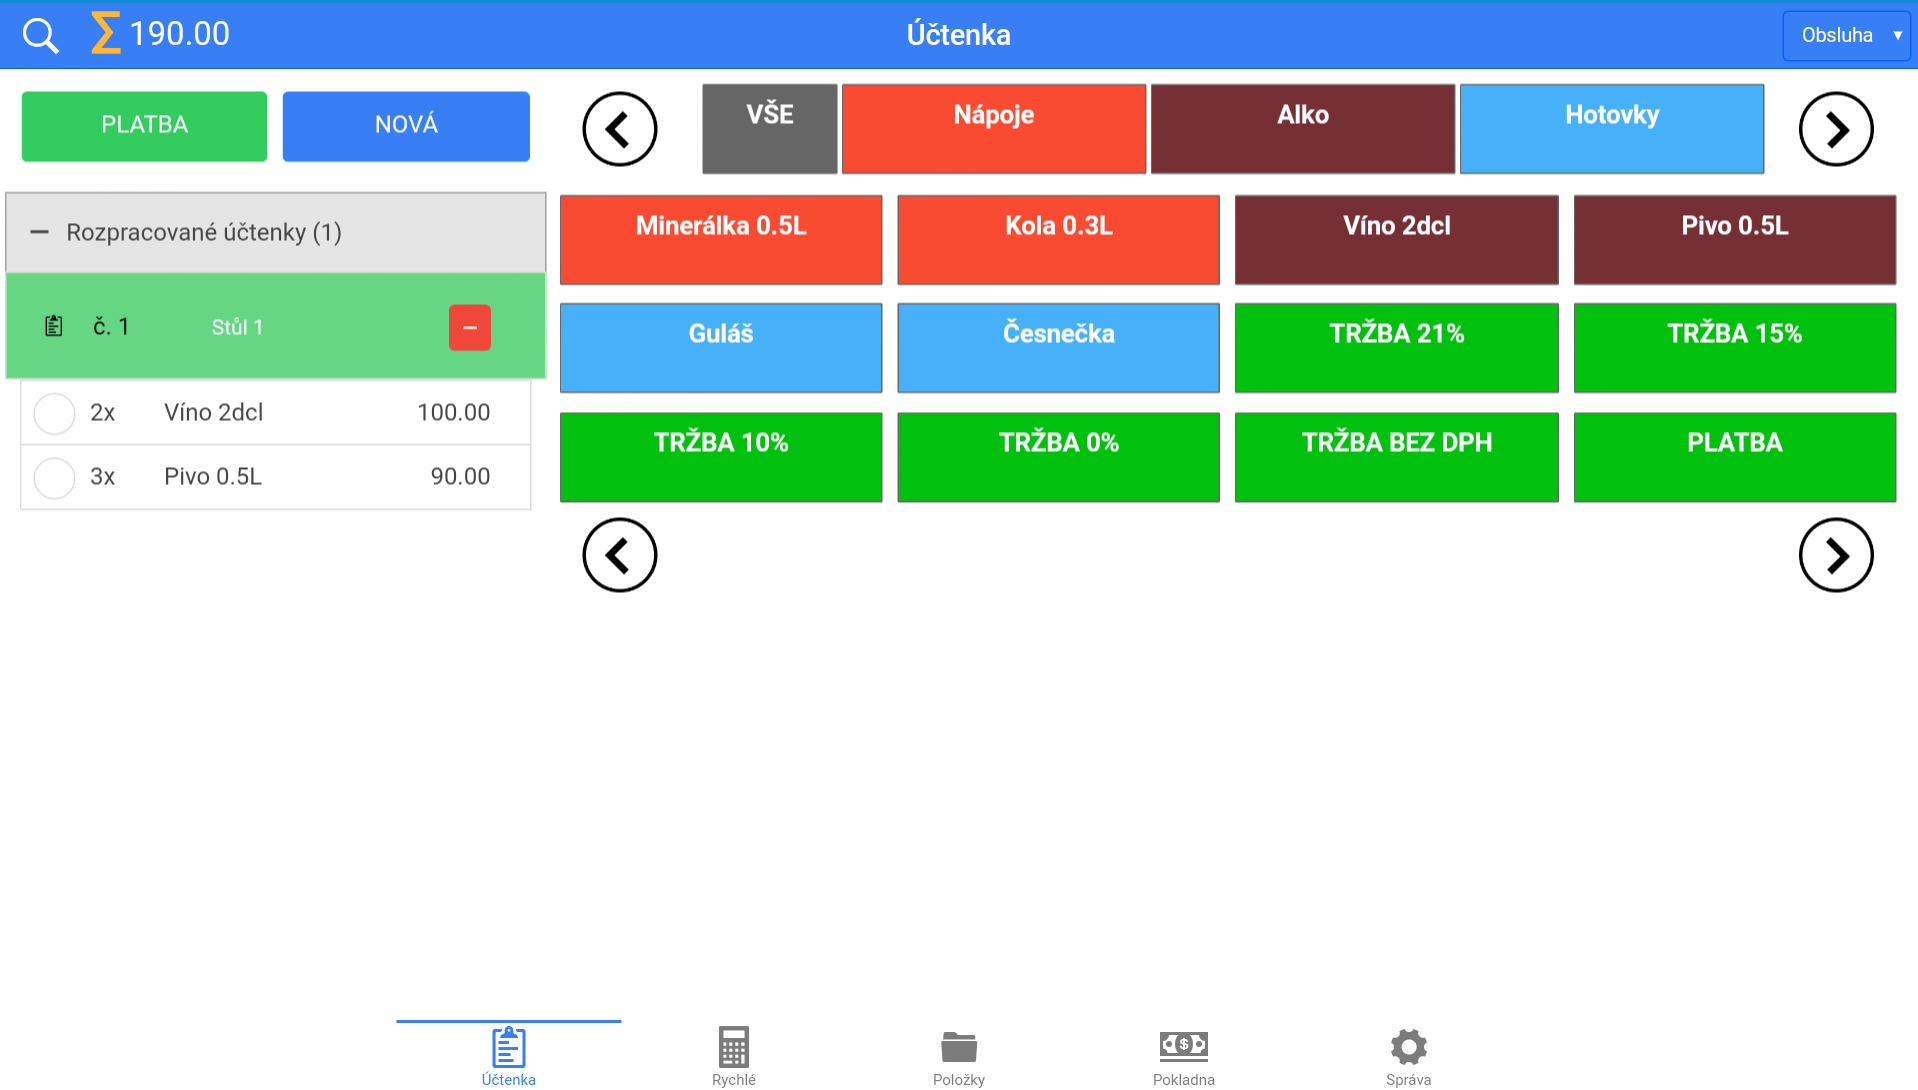 190.00
Účtenka
Obsluha
PLATBA
NOVÁ
VŠE
Nápoje
Alko
Hotovky
Rozpracované účtenky (1)
č. 1 Stůl 1
2x Víno 2dcl 100.00
3x Pivo 0.5L 90.00
Minerálka 0.5L
Kola 0.3L
Víno 2dcl
Pivo 0.5L
Guláš
Česnečka
TRŽBA 21%
TRŽBA 15%
TRŽBA 10%
TRŽBA 0%
TRŽBA BEZ DPH
PLATBA
Účtenka
Rychlé
Položky
Pokladna
Správa